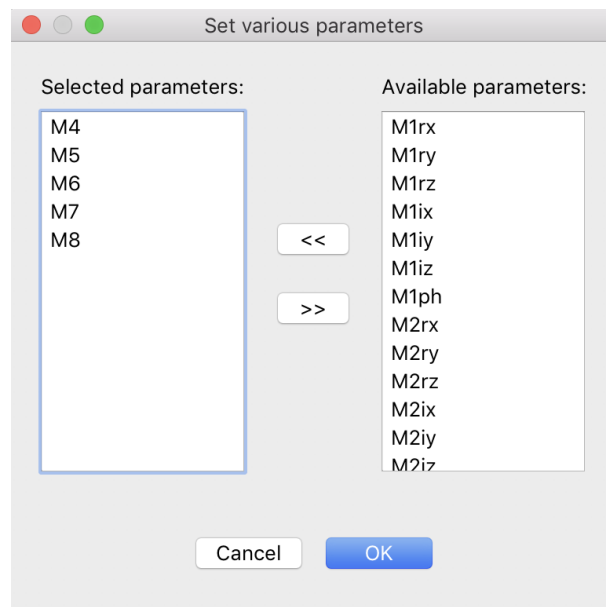 Set various parameters
Selected parameters:
Available parameters:
M4
M5
M6
M7
M8
<<
>>
M1rx
M1ry
M1rz
M1ix
M1iy
M1iz
M1ph
M2rx
M2ry
M2rz
M2ix
M2iy
M2iz
Cancel
OK